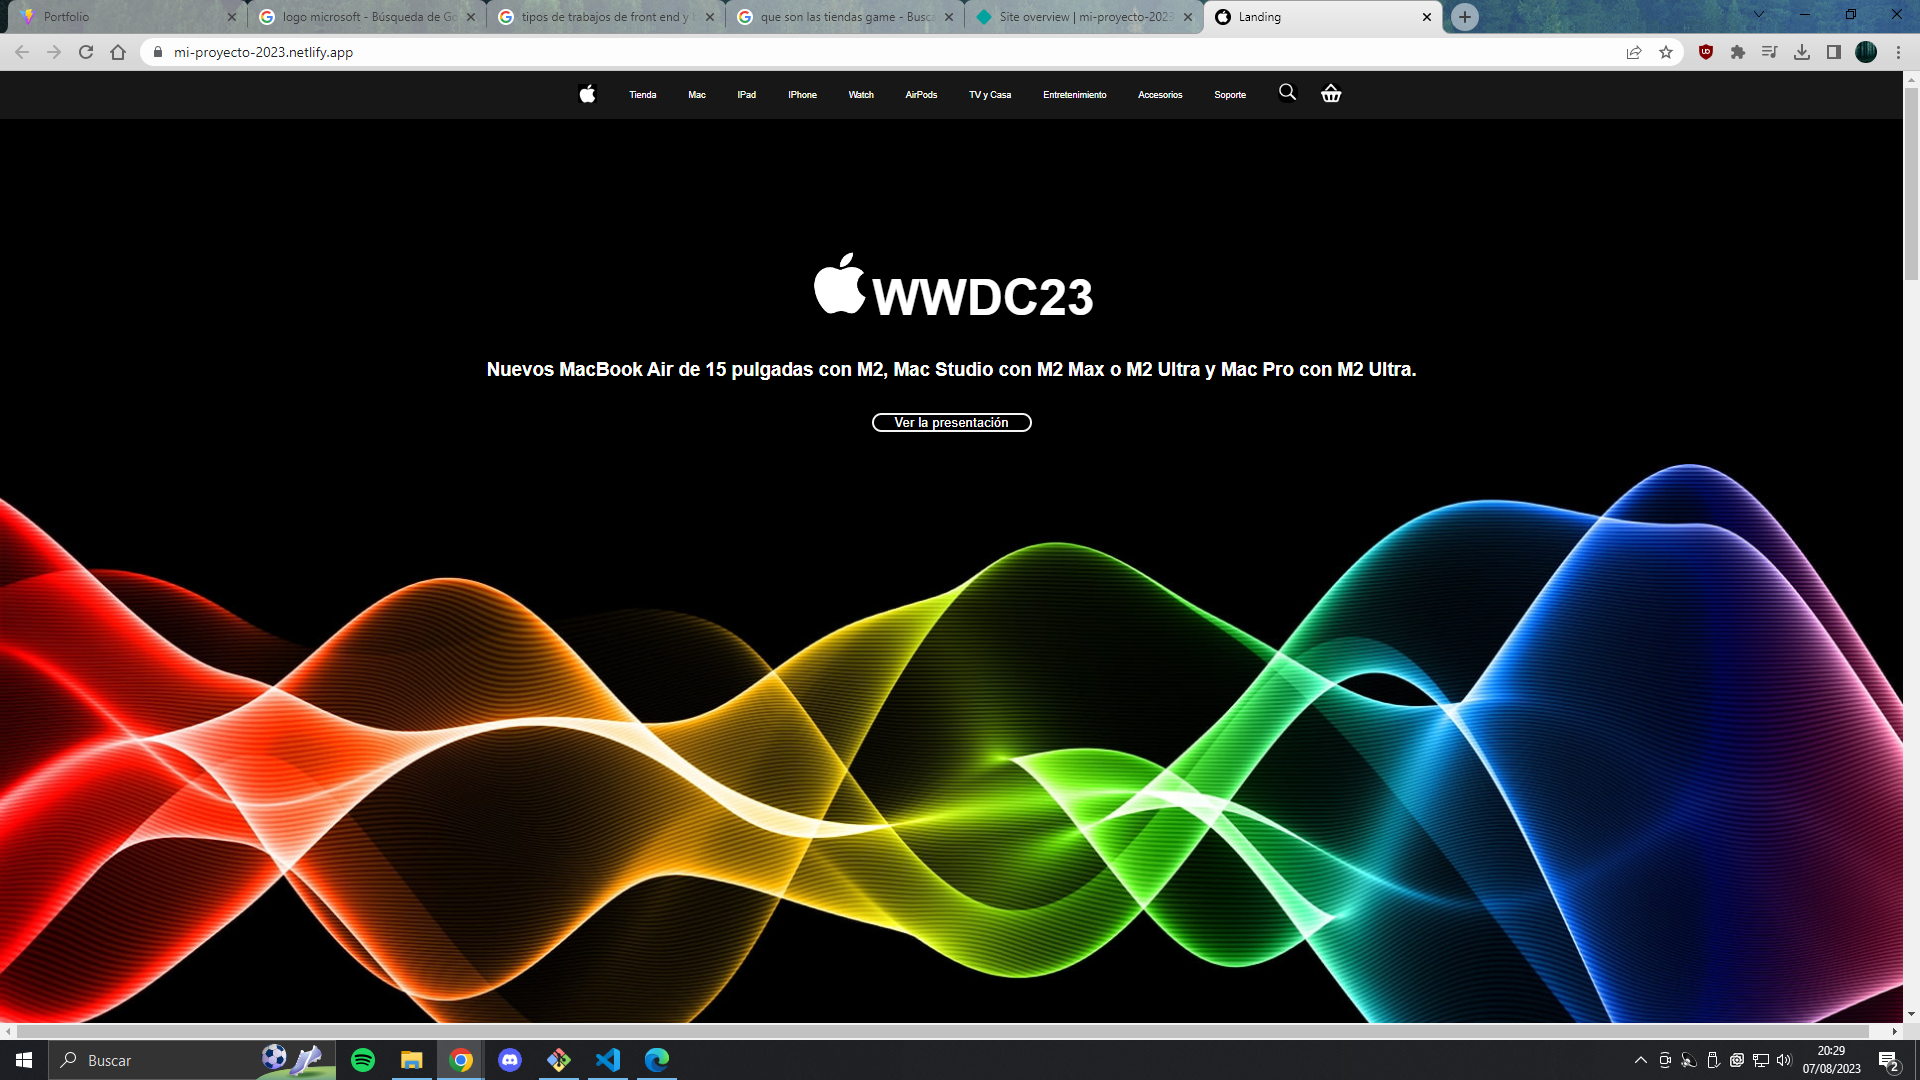 Portfolio
logo microsoft - Búsqueda de Go
tipos de trabajos de front end y b
que son las tiendas game - Busca
Site overview | mi-proyecto-2023
Landing
mi-proyecto-2023.netlify.app
Tienda
Mac
IPad
IPhone
Watch
AirPods
TV y Casa
Entretenimiento
Accesorios
Soporte
WWDC23
Nuevos MacBook Air de 15 pulgadas con M2, Mac Studio con M2 Max o M2 Ultra y Mac Pro con M2 Ultra.
Ver la presentación
Buscar
20:29
07/08/2023
2